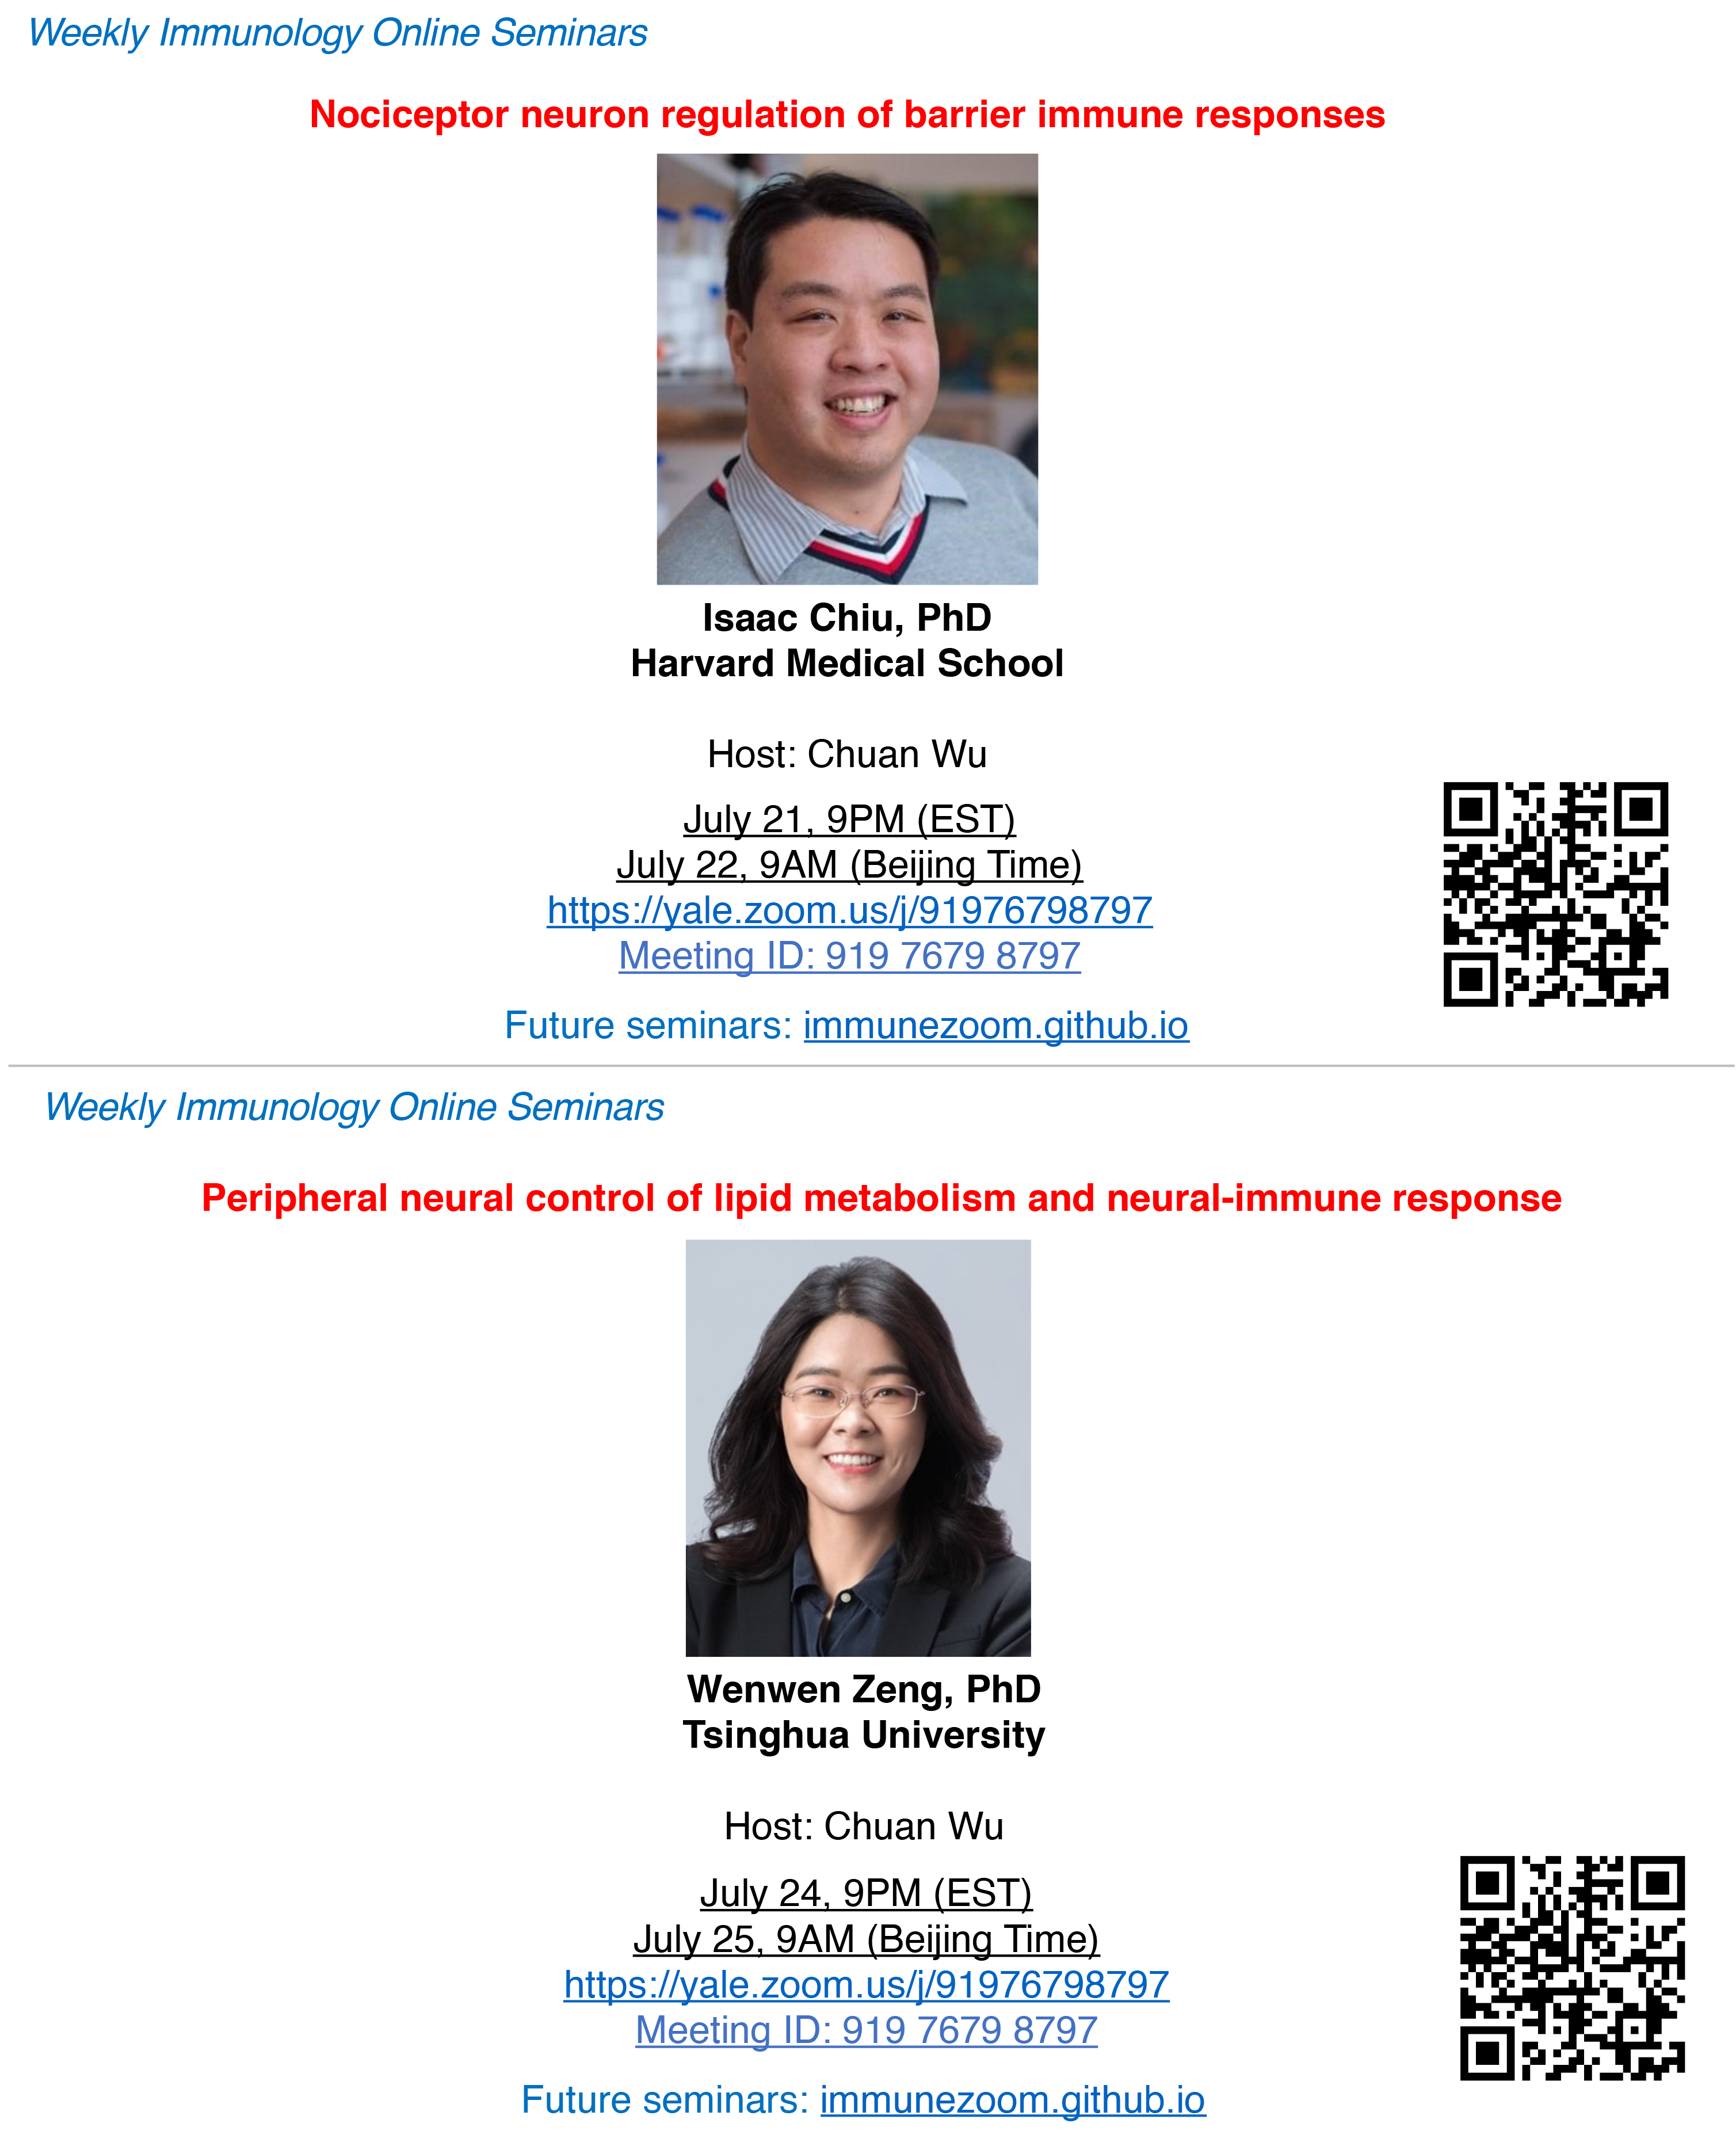 Weekly Immunology Online Seminars
Nociceptor neuron regulation of barrier immune responses
Isaac Chiu, PhD
Harvard Medical School
Host: Chuan Wu
July 21, 9PM (EST)
July 22, 9AM (Beijing Time)
https://yale.zoom.us/j/91976798797
Meeting ID: 919 7679 8797
Future seminars: immunezoom.github.io
Weekly Immunology Online Seminars
Peripheral neural control of lipid metabolism and neural-immune response
Wenwen Zeng, PhD
Tsinghua University
Host: Chuan Wu
July 24, 9PM (EST)
July 25, 9AM (Beijing Time)
https://yale.zoom.us/j/91976798797
Meeting ID: 919 7679 8797
Future seminars: immunezoom.github.io